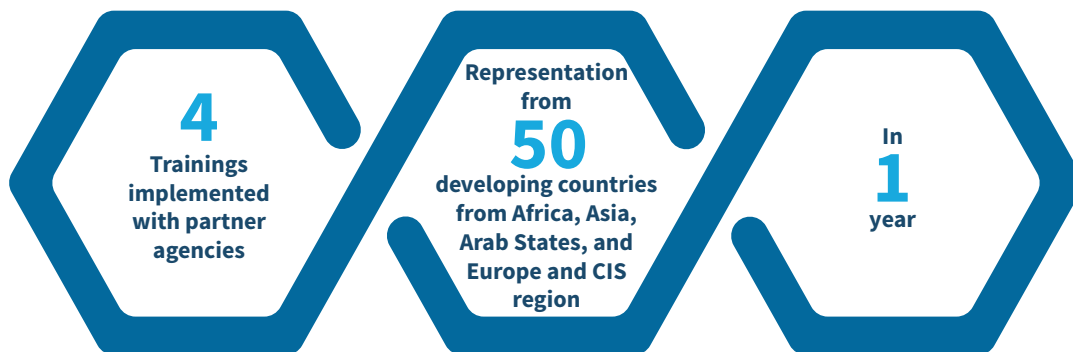 4
Trainings
implemented
with partner
agencies
Representation
from
50
developing countries
from Africa, Asia,
Arab States, and
Europe and CIS
region
In
1
year